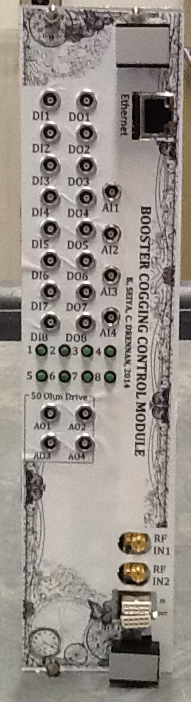 Ethernet
DI1 DO1
DI2 DO2
DI3 DO3
AI1
DI4 DO4
AI2
DI5 DO5
AI3
DI6 DO6
DI7 DO7
AI4
DI8 DO8
1 2 3 4
5 6 7 8
BOOSTER COGGING CONTROL MODULE
K. SEIYA, C. DRENNAN, 2014
50 Ohm Drive
AO1 AO2
AO3 AO4
RF
IN1
RF
IN2